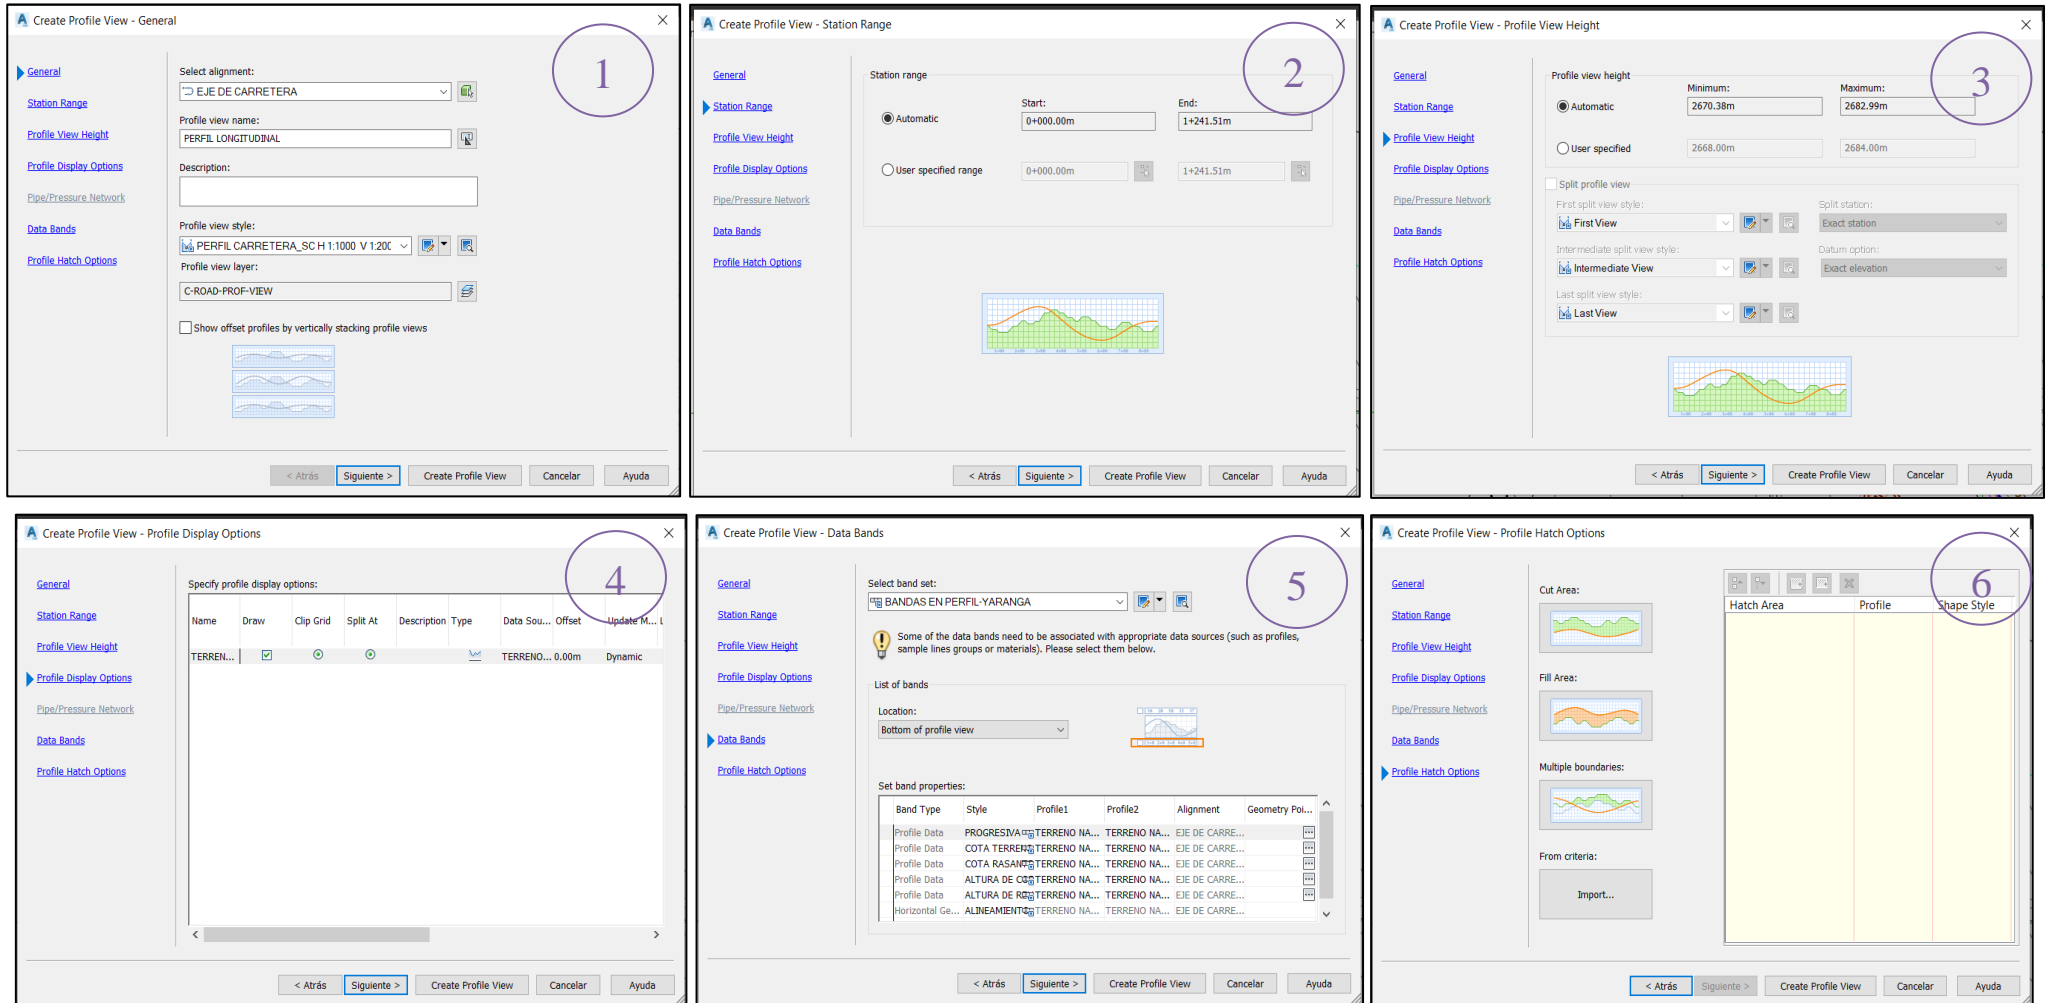 Create Profile View - General
1
General
Station Range
Profile View Height
Profile Display Options
Pipe/Pressure Network
Data Bands
Profile Hatch Options
Select alignment:
EJE DE CARRETERA
Profile view name:
PERFIL LONGITUDINAL
Description:
Profile view style:
PERFIL CARRETERA_SC H 1:1000 V 1:200
Profile view layer:
C-ROAD-PROF-VIEW
Show offset profiles by vertically stacking profile views
< Atrás Siguiente > Create Profile View Cancelar Ayuda
Create Profile View - Station Range
2
General
Station Range
Profile View Height
Profile Display Options
Pipe/Pressure Network
Data Bands
Profile Hatch Options
Station range
Start: End:
Automatic 0+000.00m 1+241.51m
User specified range 0+000.00m 1+241.51m
< Atrás Siguiente > Create Profile View Cancelar Ayuda
Create Profile View - Profile View Height
3
General
Station Range
Profile View Height
Profile Display Options
Pipe/Pressure Network
Data Bands
Profile Hatch Options
Profile view height
Minimum: Maximum:
Automatic 2670.38m 2682.99m
User specified 2668.00m 2684.00m
Split profile view
First split view style: Split station:
First View Exact station
Intermediate split view style: Datum option:
Intermediate View Exact elevation
Last split view style:
Last View
< Atrás Siguiente > Create Profile View Cancelar Ayuda
Create Profile View - Profile Display Options
4
General
Station Range
Profile View Height
Profile Display Options
Pipe/Pressure Network
Data Bands
Profile Hatch Options
Specify profile display options:
Name Draw Clip Grid Split At Description Type Data Sou... Offset Update M... L
TERREN... TERRENO... 0.00m Dynamic
< Atrás Siguiente > Create Profile View Cancelar Ayuda
Create Profile View - Data Bands
5
General
Station Range
Profile View Height
Profile Display Options
Pipe/Pressure Network
Data Bands
Profile Hatch Options
Select band set:
BANDAS EN PERFIL-YARANGA
Some of the data bands need to be associated with appropriate data sources (such as profiles,
sample lines groups or materials). Please select them below.
List of bands
Location:
Bottom of profile view
Set band properties:
Band Type Style Profile1 Profile2 Alignment Geometry Poi...
Profile Data PROGRESIVA TERRENO NA... TERRENO NA... EJE DE CARRE...
Profile Data COTA TERREN TERRENO NA... TERRENO NA... EJE DE CARRE...
Profile Data COTA RASAN TERRENO NA... TERRENO NA... EJE DE CARRE...
Profile Data ALTURA DE C TERRENO NA... TERRENO NA... EJE DE CARRE...
Profile Data ALTURA DE R TERRENO NA... TERRENO NA... EJE DE CARRE...
Horizontal Ge... ALINEAMIENT TERRENO NA... TERRENO NA... EJE DE CARRE...
< Atrás Siguiente > Create Profile View Cancelar Ayuda
Create Profile View - Profile Hatch Options
6
General
Station Range
Profile View Height
Profile Display Options
Pipe/Pressure Network
Data Bands
Profile Hatch Options
Cut Area:
Fill Area:
Multiple boundaries:
From criteria:
Import...
Hatch Area Profile Shape Style
< Atrás Siguiente > Create Profile View Cancelar Ayuda